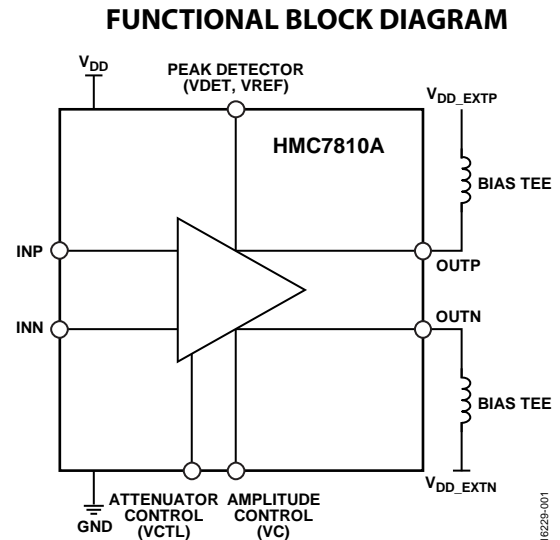 FUNCTIONAL BLOCK DIAGRAM
VDD
PEAK DETECTOR
(VDET, VREF)
VDD_EXTP
HMC7810A
BIAS TEE
INP
OUTP
INN
OUTN
BIAS TEE
VDD_EXTN
GND
ATTENUATOR
CONTROL
(VCTL)
AMPLITUDE
CONTROL
(VC)
16229-001